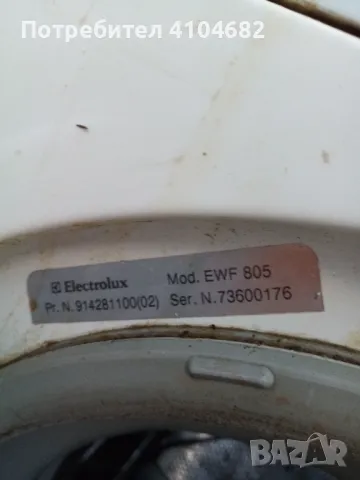 Потребител 4104682
Electrolux Mod. EWF 805
Pr. N. 914281100(02) Ser. N.73600176
BAZAR